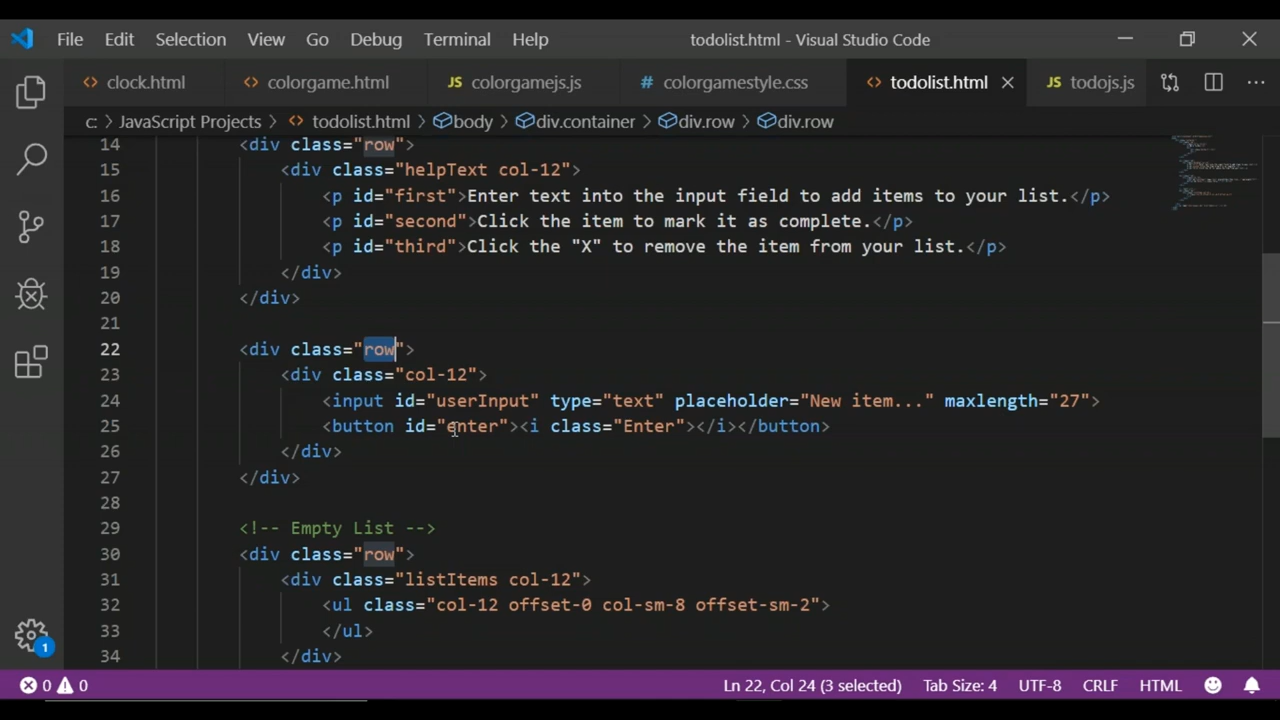 File Edit Selection View Go Debug Terminal Help todolist.html - Visual Studio Code
clock.html colorgame.html JS colorgamejs.js # colorgamestyle.css todolist.html JS todojs.js ...
c: > JavaScript Projects > todolist.html > body > div.container > div.row > div.row
14 <div class="row">
15 <div class="helpText col-12">
16 <p id="first">Enter text into the input field to add items to your list.</p>
17 <p id="second">Click the item to mark it as complete.</p>
18 <p id="third">Click the "X" to remove the item from your list.</p>
19 </div>
20 </div>
21
22 <div class="row">
23 <div class="col-12">
24 <input id="userInput" type="text" placeholder="New item..." maxlength="27">
25 <button id="enter"><i class="Enter"></i></button>
26 </div>
27 </div>
28
29 <!-- Empty List -->
30 <div class="row">
31 <div class="listItems col-12">
32 <ul class="col-12 offset-0 col-sm-8 offset-sm-2">
33 </ul>
34 </div>
1
0 0 Ln 22, Col 24 (3 selected) Tab Size: 4 UTF-8 CRLF HTML